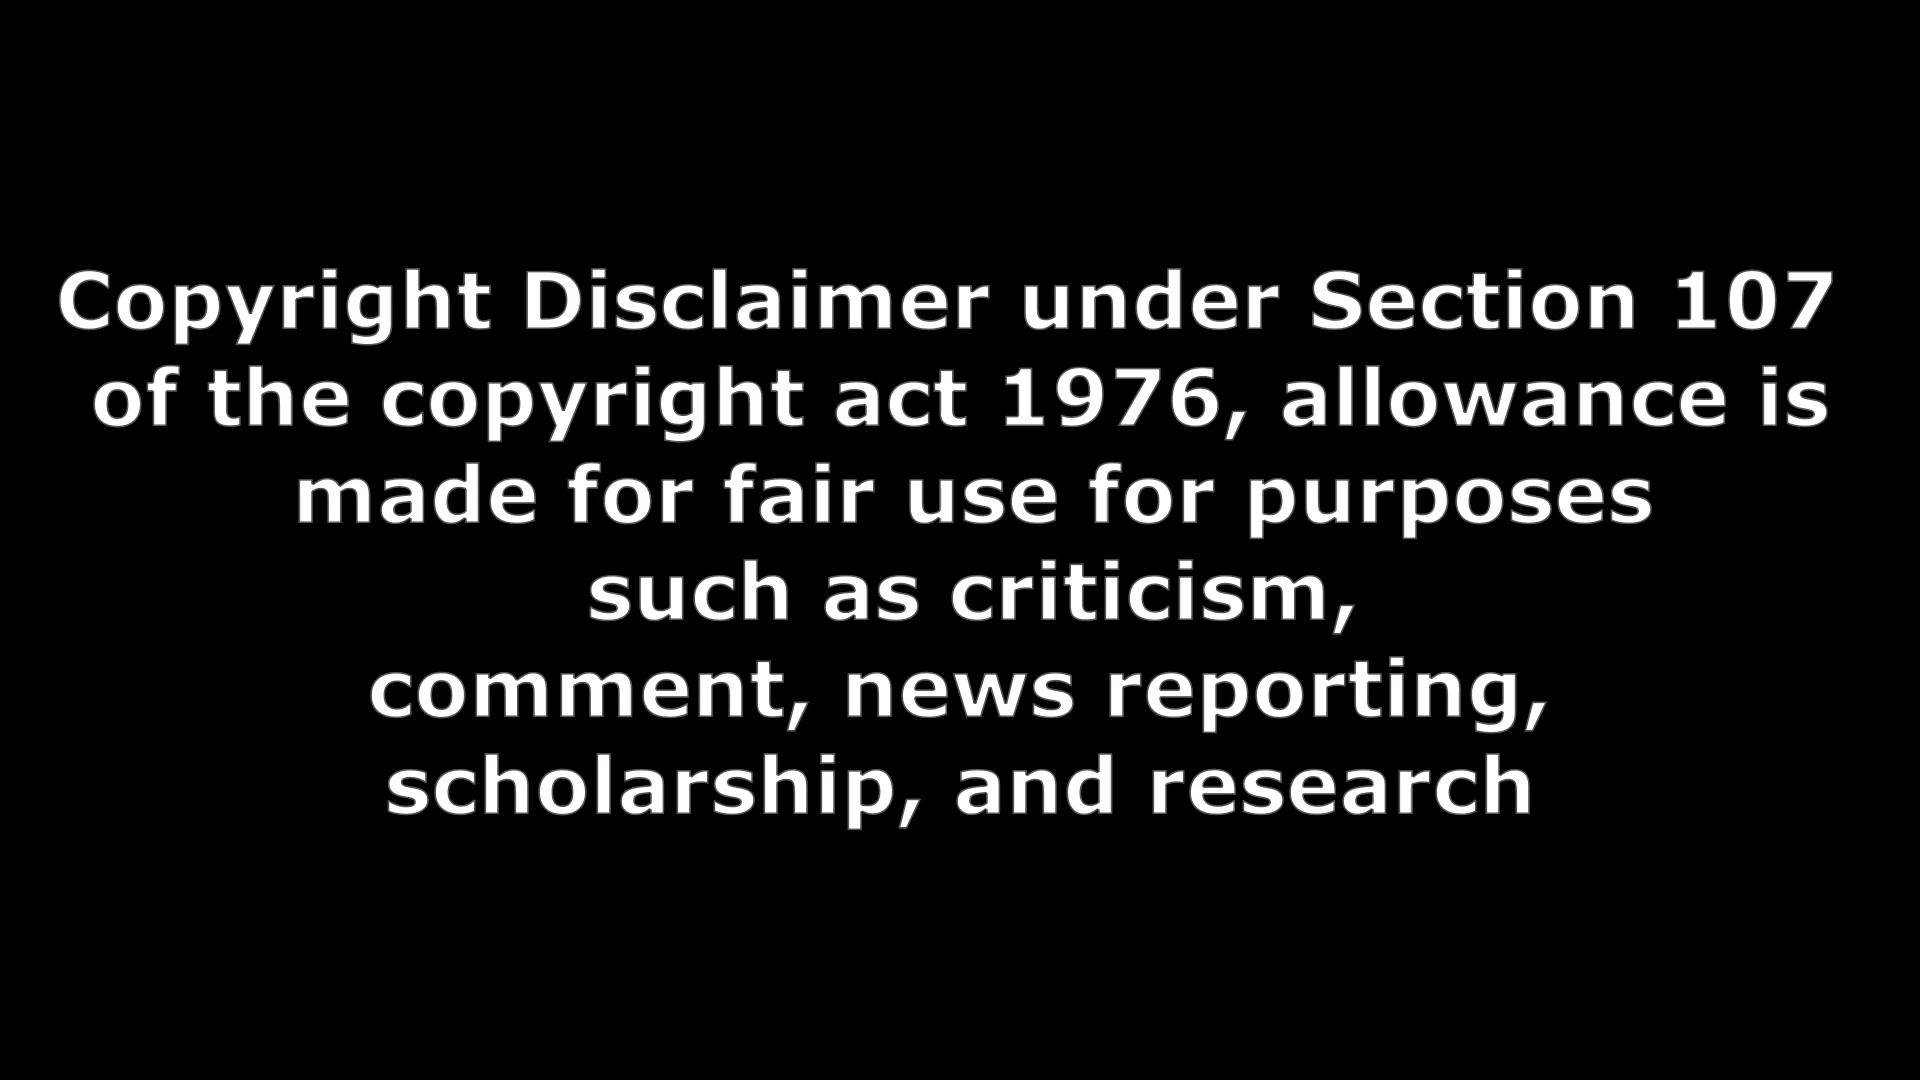 Copyright Disclaimer under Section 107
of the copyright act 1976, allowance is
made for fair use for purposes
such as criticism,
comment, news reporting,
scholarship, and research